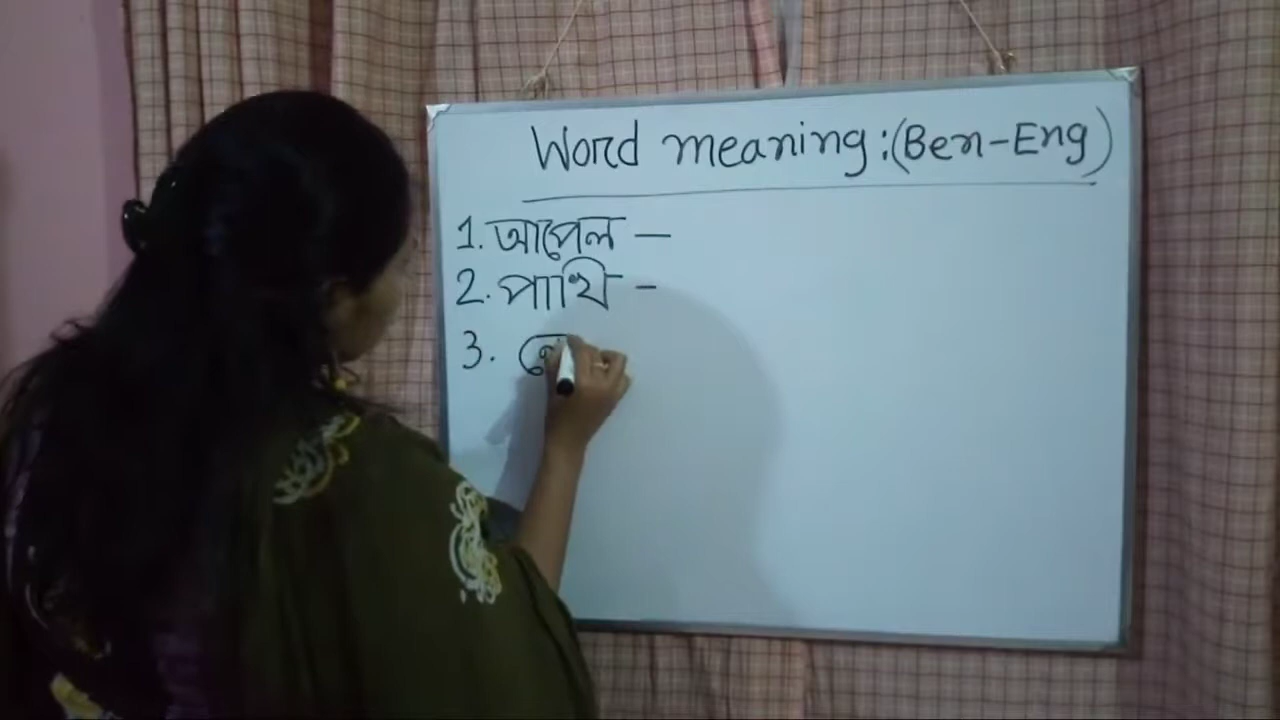 Word meaning:(Ben-Eng)
1. আপেল —
2. পাখি -
3.